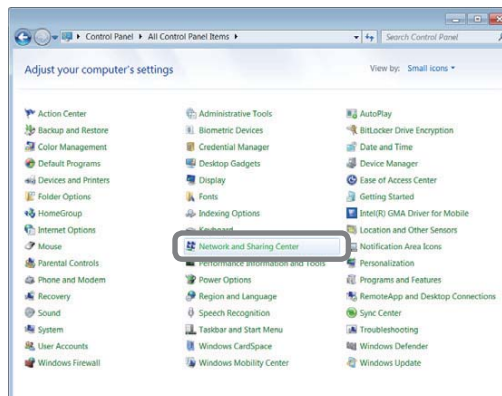 Control Panel ▸ All Control Panel Items ▸
Search Control Panel
Adjust your computer's settings
View by: Small icons
Action Center
Administrative Tools
AutoPlay
Backup and Restore
Biometric Devices
BitLocker Drive Encryption
Color Management
Credential Manager
Date and Time
Default Programs
Desktop Gadgets
Device Manager
Devices and Printers
Display
Ease of Access Center
Folder Options
Fonts
Getting Started
HomeGroup
Indexing Options
Intel(R) GMA Driver for Mobile
Internet Options
Keyboard
Location and Other Sensors
Mouse
Network and Sharing Center
Notification Area Icons
Parental Controls
Performance Information and Tools
Personalization
Phone and Modem
Power Options
Programs and Features
Recovery
Region and Language
RemoteApp and Desktop Connections
Sound
Speech Recognition
Sync Center
System
Taskbar and Start Menu
Troubleshooting
User Accounts
Windows CardSpace
Windows Defender
Windows Firewall
Windows Mobility Center
Windows Update